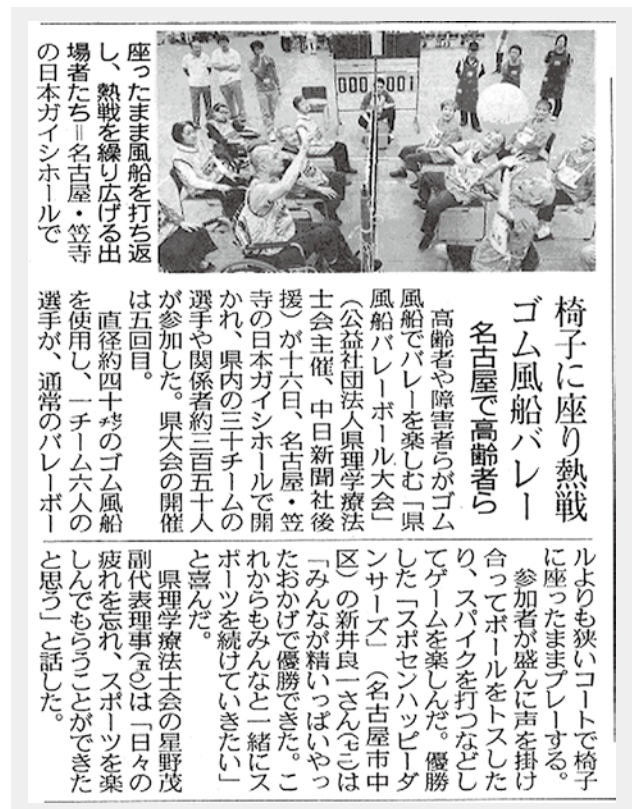 椅子に座り熱戦
ゴム風船バレー
名古屋で高齢者ら
高齢者や障害者らがゴム
風船でバレーを楽しむ「県
風船バレーボール大会」
(公益社団法人県理学療法
士会主催、中日新聞社後
援)が十六日、名古屋・笠
寺の日本ガイシホールで開
かれ、県内の三十チームの
選手や関係者約三百五十人
が参加した。県大会の開催
は五回目。
直径約四十㌢のゴム風船
を使用し、一チーム六人の
選手が、通常のバレーボー
ルよりも狭いコートで椅子
に座ったままプレーする。
参加者が盛んに声を掛け
合ってボールをトスした
り、スパイクを打つなどし
てゲームを楽しんだ。優勝
した「スポセンハッピーダ
ンサーズ」(名古屋市中
区)の新井良一さん(七二)は
「みんなが精いっぱいやっ
たおかげで優勝できた。こ
れからもみんなと一緒にス
ポーツを続けていきたい」
と喜んだ。
県理学療法士会の星野茂
副代表理事(五〇)は「日々の
疲れを忘れ、スポーツを楽
しんでもらうことができた
と思う」と話した。
座ったまま風船を打ち返
し、熱戦を繰り広げる出
場者たち＝名古屋・笠寺
の日本ガイシホールで
000 001